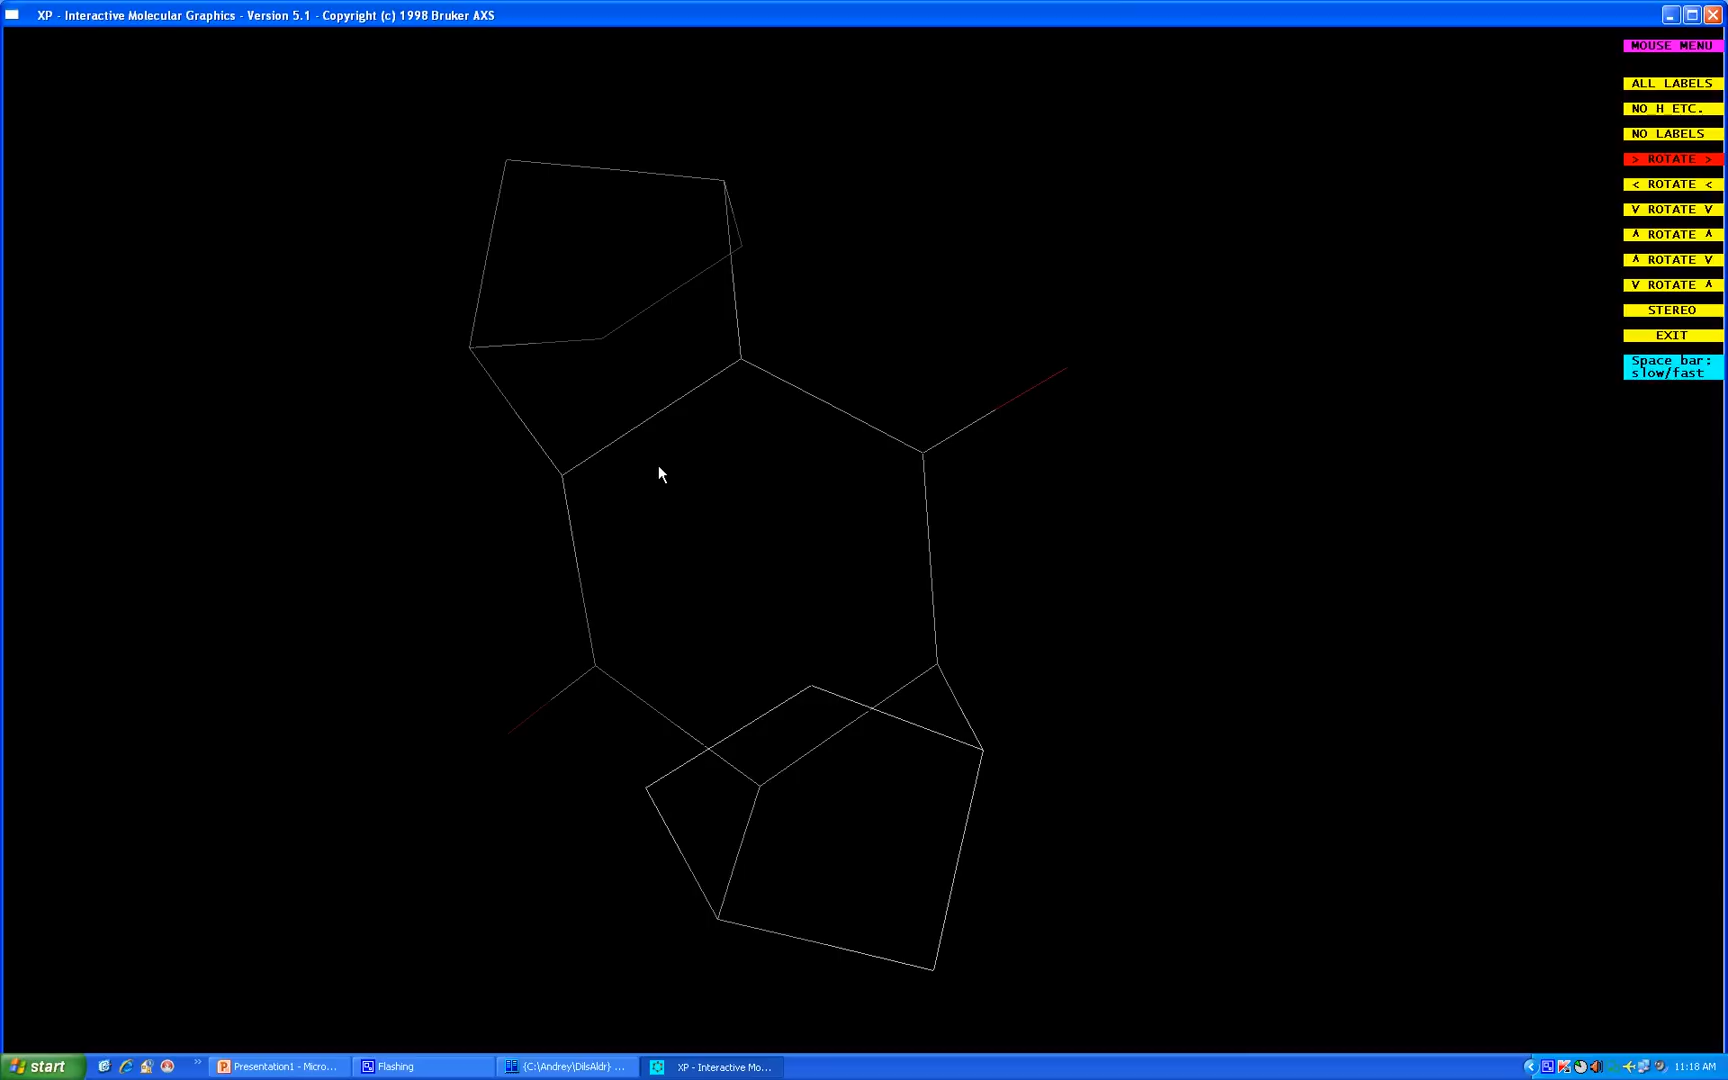 XP - Interactive Molecular Graphics - Version 5.1 - Copyright (c) 1998 Bruker AXS
MOUSE MENU
ALL LABELS
NO H ETC.
NO LABELS
> ROTATE >
< ROTATE <
V ROTATE V
^ ROTATE ^
^ ROTATE V
V ROTATE ^
STEREO
EXIT
Space bar:
slow/fast
start
Presentation1 - Micro...
Flashing
{C:\Andrey\DilsAldr} ...
XP - Interactive Mo...
11:18 AM